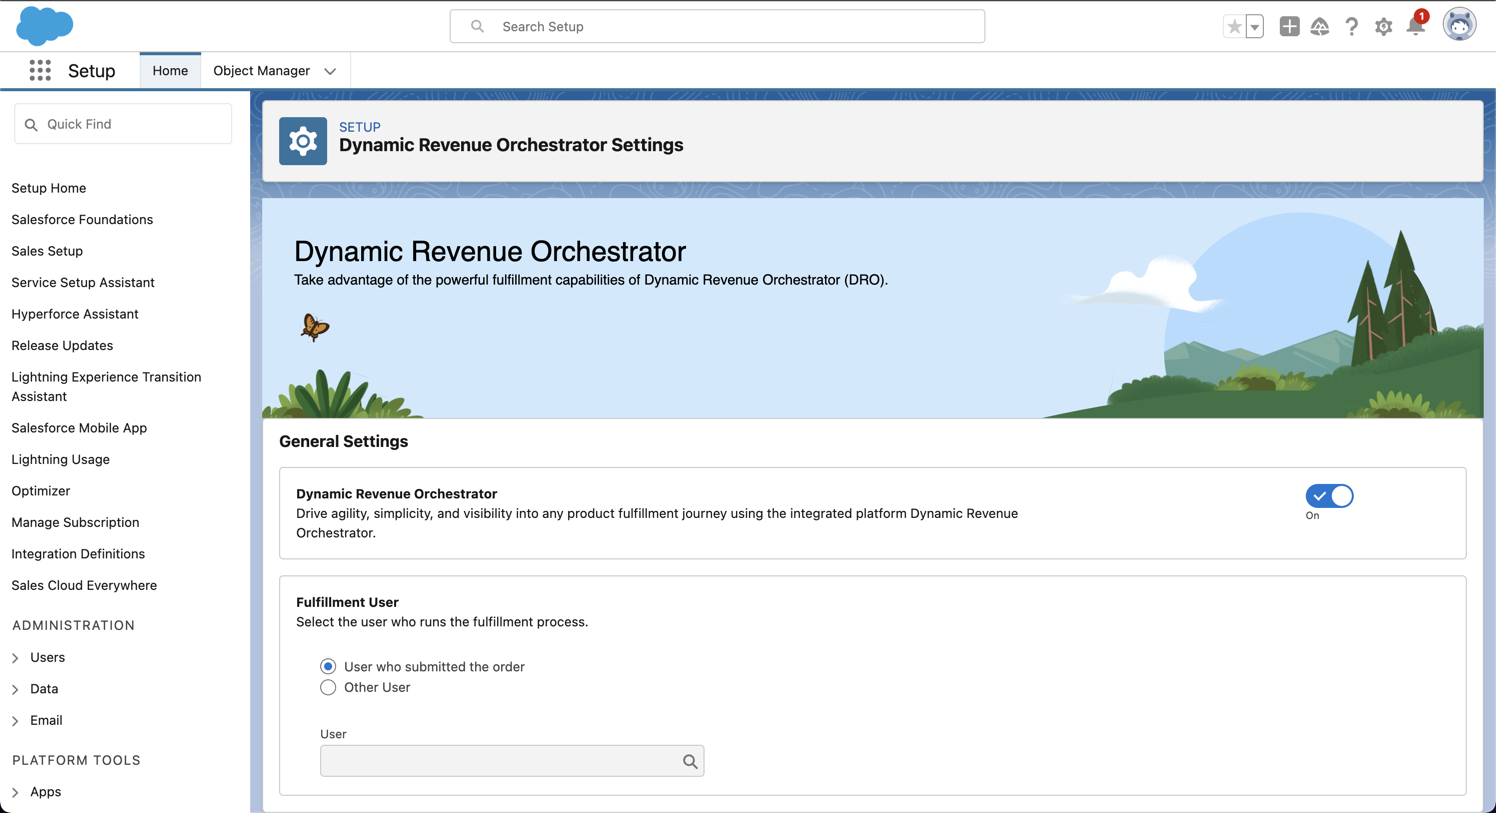 Search Setup
1
Setup
Home
Object Manager
Quick Find
Setup Home
Salesforce Foundations
Sales Setup
Service Setup Assistant
Hyperforce Assistant
Release Updates
Lightning Experience Transition
Assistant
Salesforce Mobile App
Lightning Usage
Optimizer
Manage Subscription
Integration Definitions
Sales Cloud Everywhere
ADMINISTRATION
Users
Data
Email
PLATFORM TOOLS
Apps
SETUP
Dynamic Revenue Orchestrator Settings
Dynamic Revenue Orchestrator
Take advantage of the powerful fulfillment capabilities of Dynamic Revenue Orchestrator (DRO).
General Settings
Dynamic Revenue Orchestrator
Drive agility, simplicity, and visibility into any product fulfillment journey using the integrated platform Dynamic Revenue
Orchestrator.
On
Fulfillment User
Select the user who runs the fulfillment process.
User who submitted the order
Other User
User